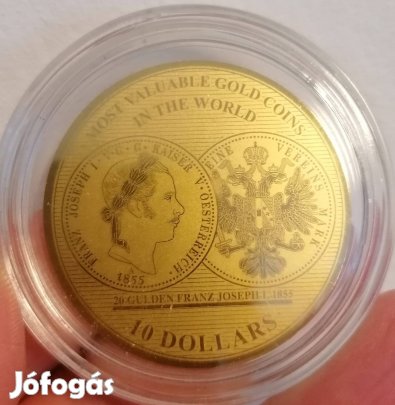 MOST VALUABLE GOLD COINS
IN THE WORLD
FRANZ JOSEPH I. V. G. G. KAISER V. OESTERREICH
1855
EINE VEREINS MRK
20 GULDEN FRANZ JOSEPH I. 1855
10 DOLLARS
Jófogás